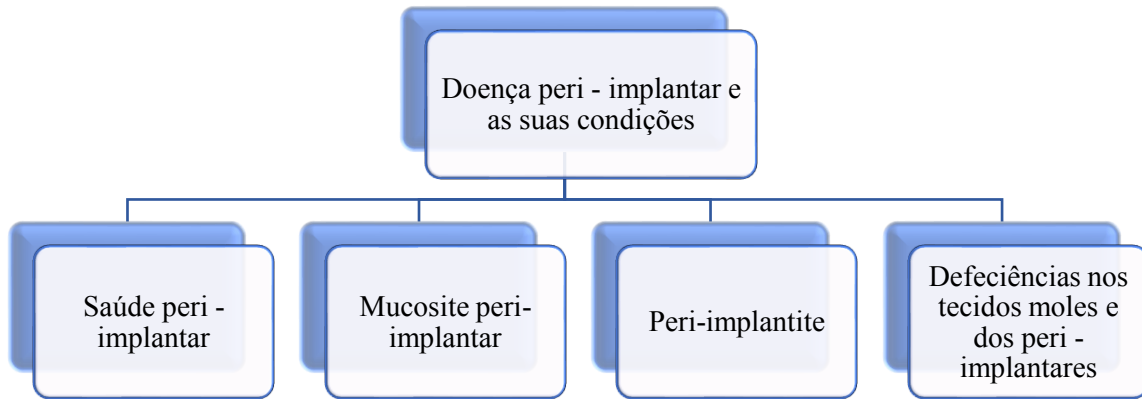 Doença peri - implantar e
as suas condições
Saúde peri -
implantar
Mucosite peri-
implantar
Peri-implantite
Defeciências nos
tecidos moles e
dos peri -
implantares